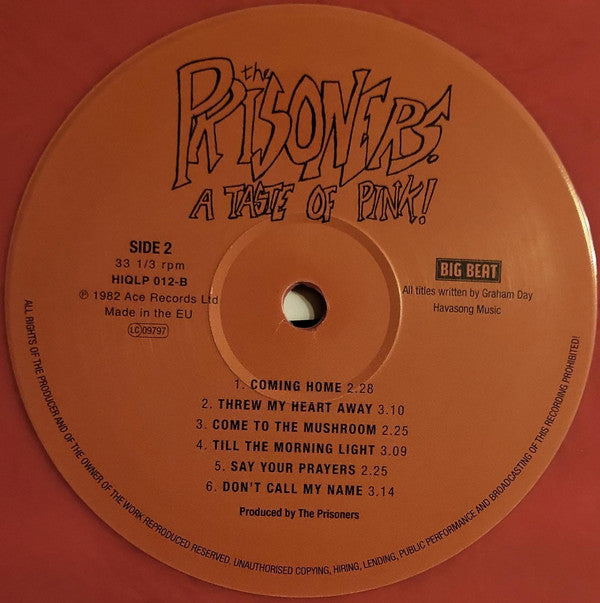 the
PRISONERS.
A TASTE OF PINK!
SIDE 2
33 1/3 rpm
HIQLP 012-B
℗ 1982 Ace Records Ltd
Made in the EU
LC 09797
BIG BEAT
All titles written by Graham Day
Havasong Music
1. COMING HOME 2.28
2. THREW MY HEART AWAY 3.10
3. COME TO THE MUSHROOM 2.25
4. TILL THE MORNING LIGHT 3.09
5. SAY YOUR PRAYERS 2.25
6. DON'T CALL MY NAME 3.14
Produced by The Prisoners
ALL RIGHTS OF THE PRODUCER AND OF THE OWNER OF THE WORK REPRODUCED RESERVED. UNAUTHORISED COPYING, HIRING, LENDING, PUBLIC PERFORMANCE AND BROADCASTING OF THIS RECORDING PROHIBITED!